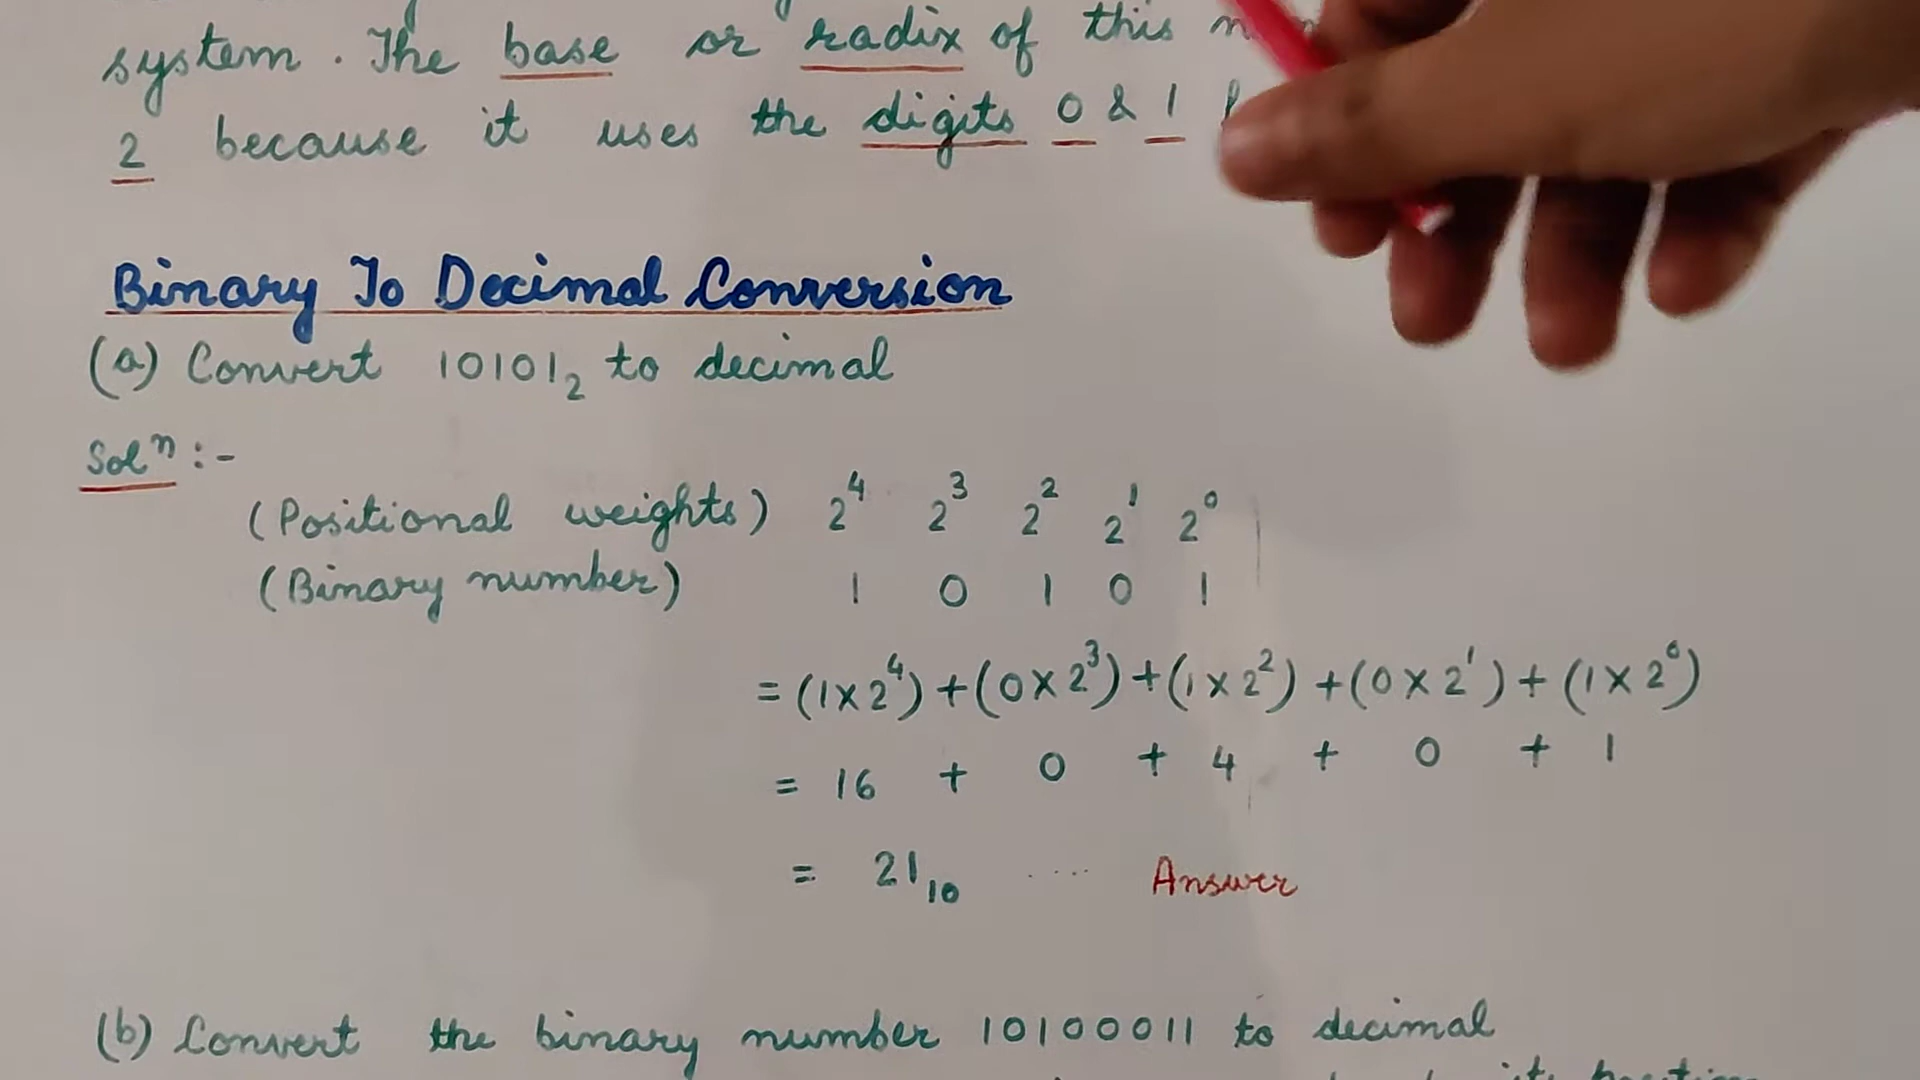 system. The base or radix of this
2 because it uses the digits 0 & 1
Binary To Decimal Conversion
(a) Convert 10101₂ to decimal
Solⁿ :-
(Positional weights) 2⁴ 2³ 2² 2¹ 2⁰
(Binary number) 1 0 1 0 1
= (1×2⁴)+(0×2³)+(1×2²)+(0×2¹)+(1×2⁰)
= 16 + 0 + 4 + 0 + 1
= 21₁₀ ..... Answer
(b) Convert the binary number 10100011 to decimal